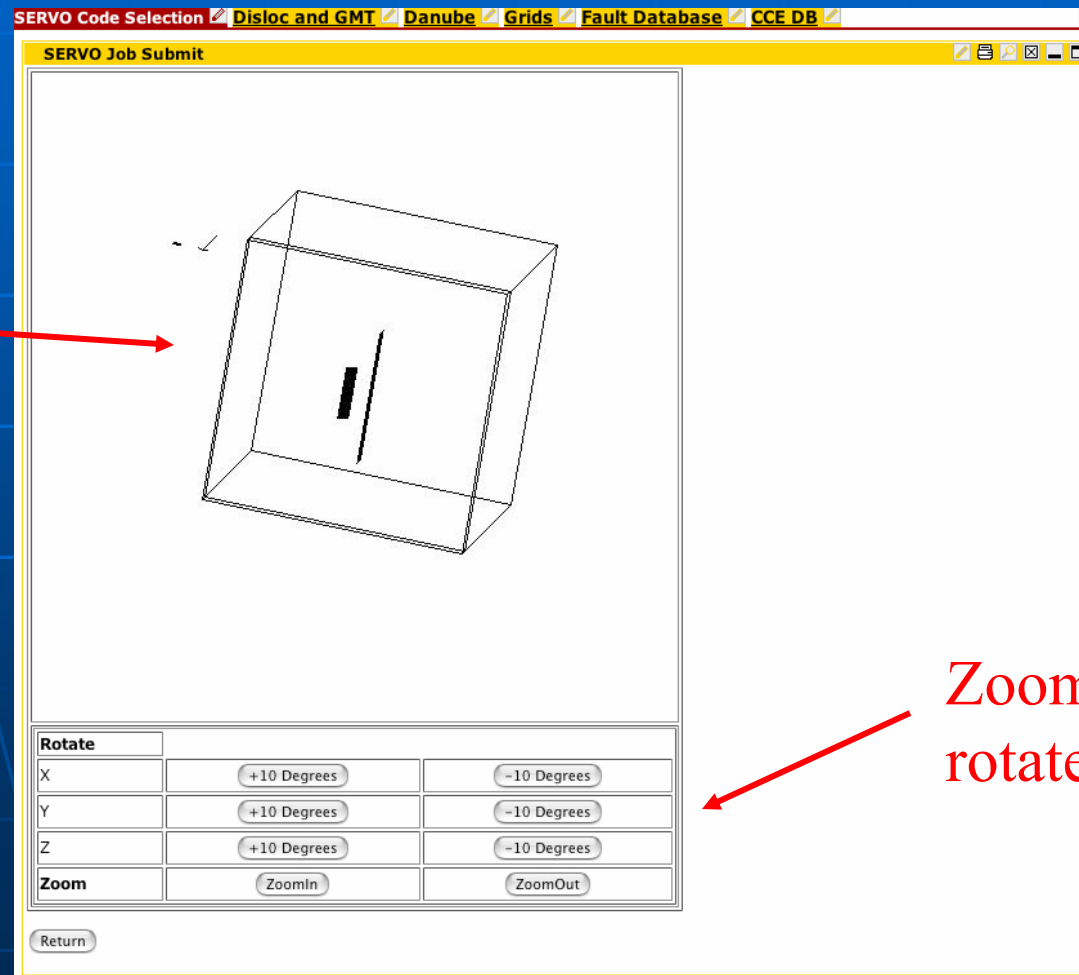 SERVO Code Selection Disloc and GMT Danube Grids Fault Database CCE DB
SERVO Job Submit
Rotate
X +10 Degrees -10 Degrees
Y +10 Degrees -10 Degrees
Z +10 Degrees -10 Degrees
Zoom ZoomIn ZoomOut
Zoom
rotate
Return